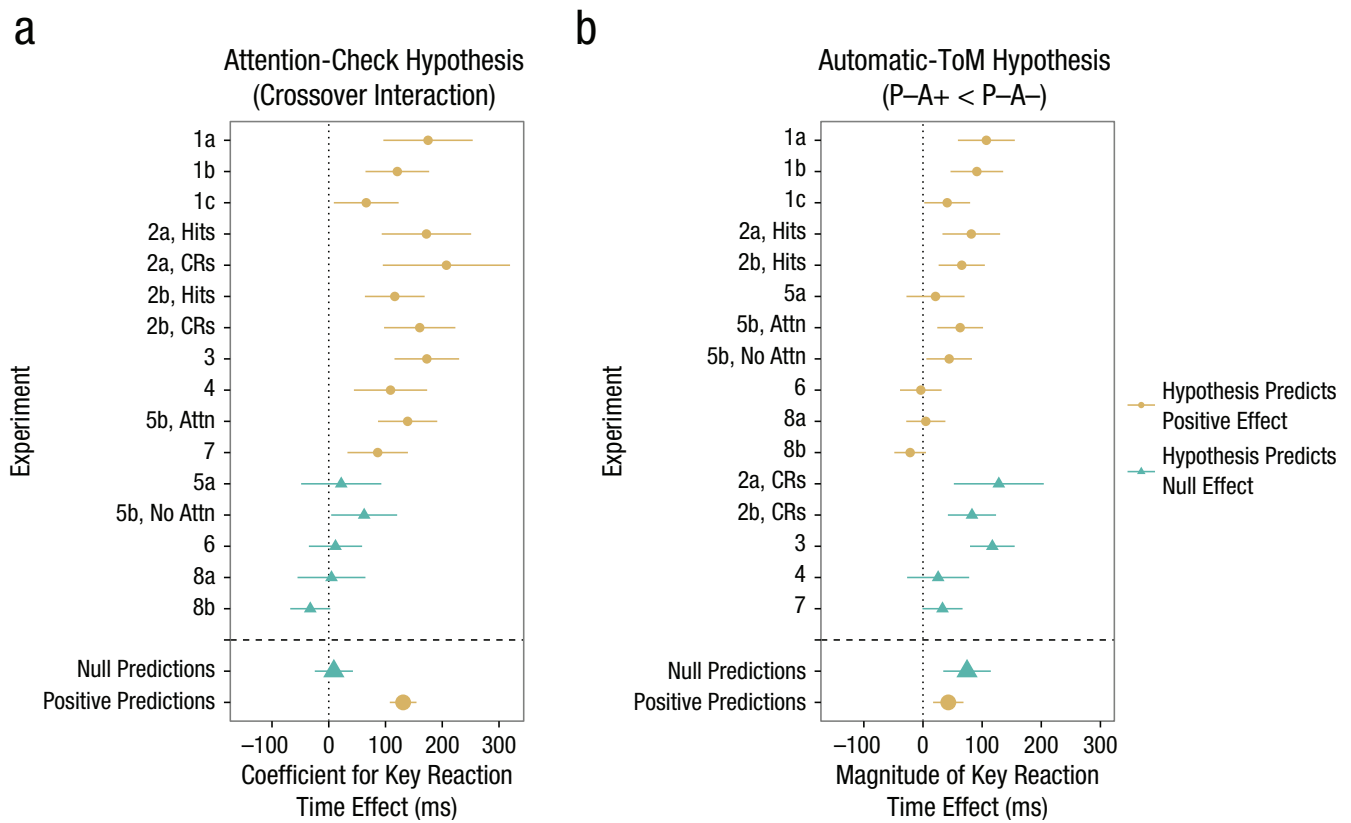 a
Attention-Check Hypothesis
(Crossover Interaction)
Experiment
1a
1b
1c
2a, Hits
2a, CRs
2b, Hits
2b, CRs
3
4
5b, Attn
7
5a
5b, No Attn
6
8a
8b
Null Predictions
Positive Predictions
–100 0 100 200 300
Coefficient for Key Reaction
Time Effect (ms)
b
Automatic-ToM Hypothesis
(P–A+ < P–A–)
Experiment
1a
1b
1c
2a, Hits
2b, Hits
5a
5b, Attn
5b, No Attn
6
8a
8b
2a, CRs
2b, CRs
3
4
7
Null Predictions
Positive Predictions
–100 0 100 200 300
Magnitude of Key Reaction
Time Effect (ms)
Hypothesis Predicts
Positive Effect
Hypothesis Predicts
Null Effect